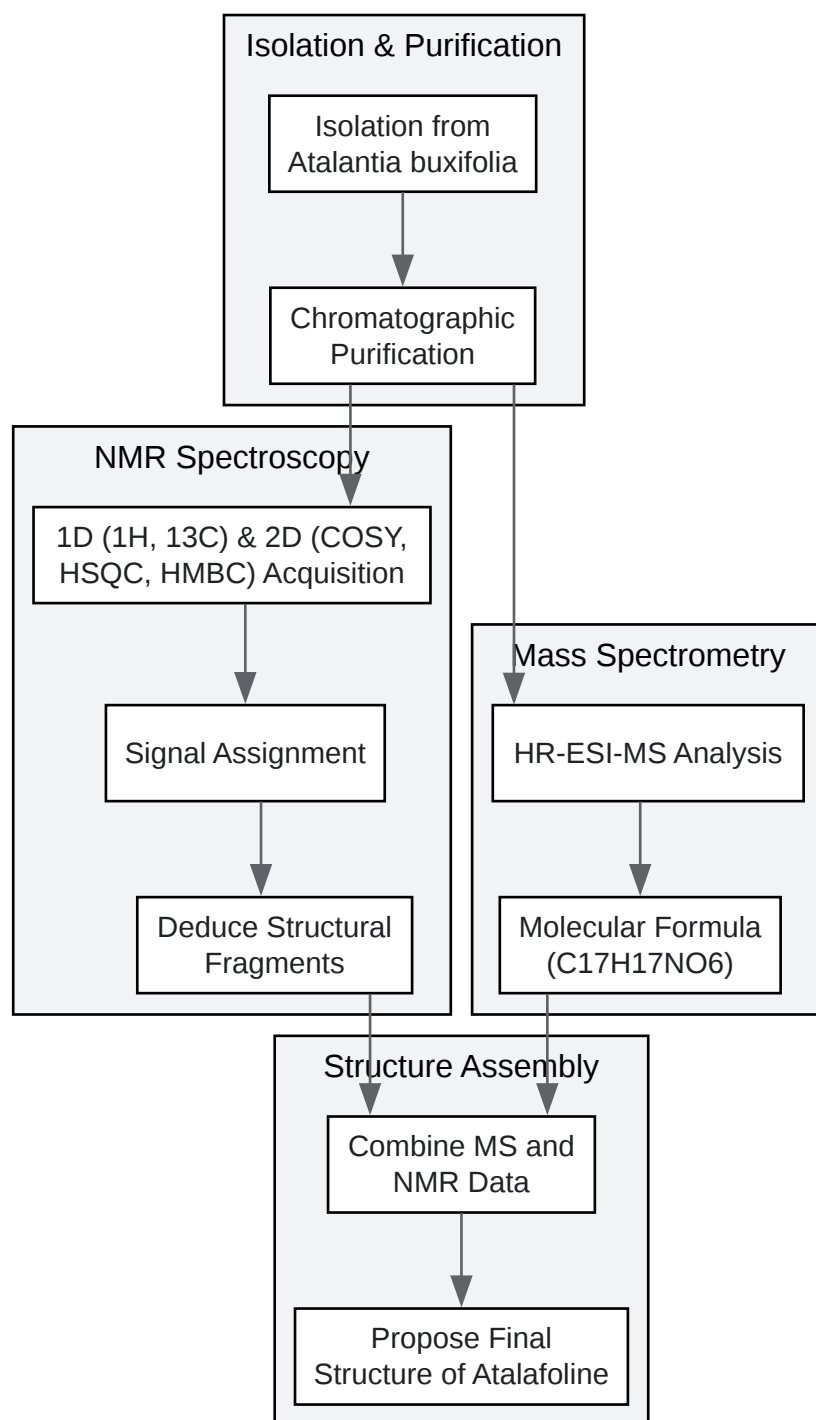 Isolation & Purification
Isolation from
Atalantia buxifolia
Chromatographic
Purification
NMR Spectroscopy
1D (1H, 13C) & 2D (COSY,
HSQC, HMBC) Acquisition
Signal Assignment
Deduce Structural
Fragments
Mass Spectrometry
HR-ESI-MS Analysis
Molecular Formula
(C17H17NO6)
Structure Assembly
Combine MS and
NMR Data
Propose Final
Structure of Atalafoline